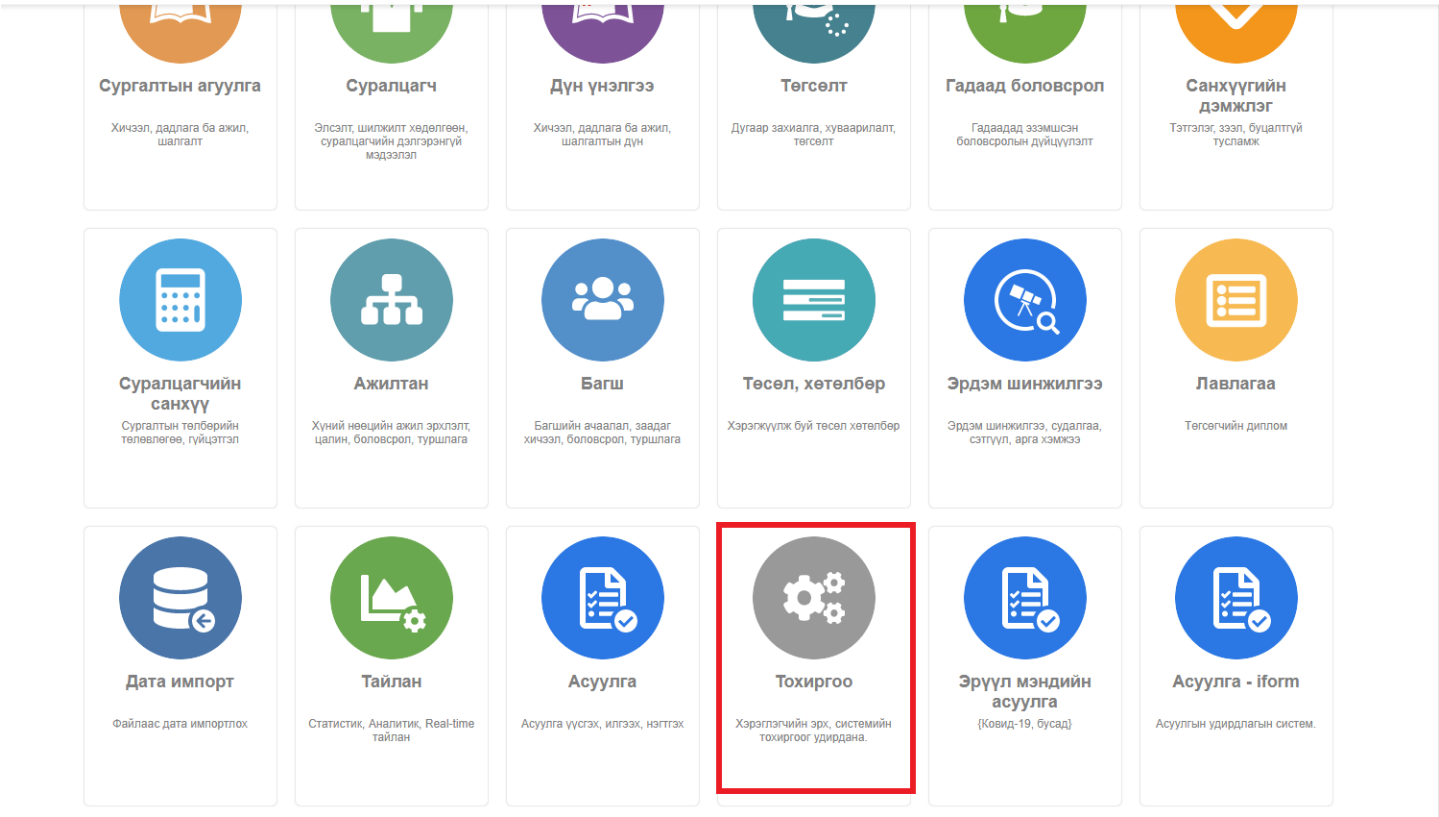 Сургалтын агуулга
Хичээл, дадлага ба ажил,
шалгалт
Суралцагч
Элсэлт, шилжилт хөдөлгөөн,
суралцагчийн дэлгэрэнгүй
мэдээлэл
Дүн үнэлгээ
Хичээл, дадлага ба ажил,
шалгалтын дүн
Төгсөлт
Дугаар захиалга, хуваарилалт,
төгсөлт
Гадаад боловсрол
Гадаадад эзэмшсэн
боловсролын дүйцүүлэлт
Санхүүгийн
дэмжлэг
Тэтгэлэг, зээл, буцалтгүй
тусламж
Суралцагчийн
санхүү
Сургалтын төлбөрийн
төлөвлөгөө, гүйцэтгэл
Ажилтан
Хүний нөөцийн ажил эрхлэлт,
цалин, боловсрол, туршлага
Багш
Багшийн ачаалал, заадаг
хичээл, боловсрол, туршлага
Төсөл, хөтөлбөр
Хэрэгжүүлж буй төсөл хөтөлбөр
Эрдэм шинжилгээ
Эрдэм шинжилгээ, судалгаа,
сэтгүүл, арга хэмжээ
Лавлагаа
Төгсөгчийн диплом
Дата импорт
Файлаас дата импортлох
Тайлан
Статистик, Аналитик, Real-time
тайлан
Асуулга
Асуулга үүсгэх, илгээх, нэгтгэх
Тохиргоо
Хэрэглэгчийн эрх, системийн
тохиргоог удирдана.
Эрүүл мэндийн
асуулга
{Ковид-19, бусад}
Асуулга - iform
Асуулгын удирдлагын систем.